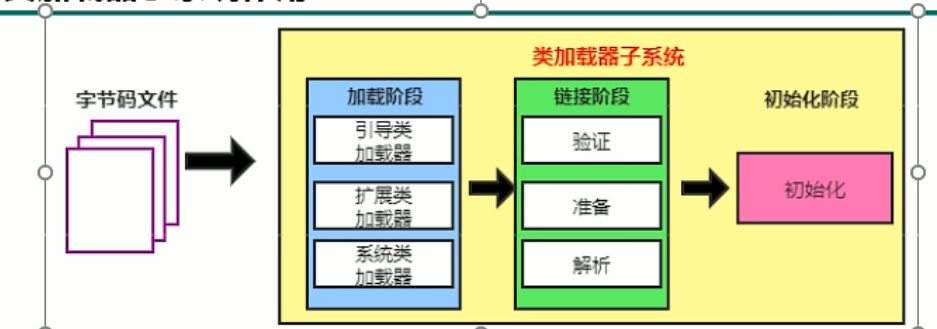 类加载器子系统
字节码文件
加载阶段
引导类
加载器
扩展类
加载器
系统类
加载器
链接阶段
验证
准备
解析
初始化阶段
初始化